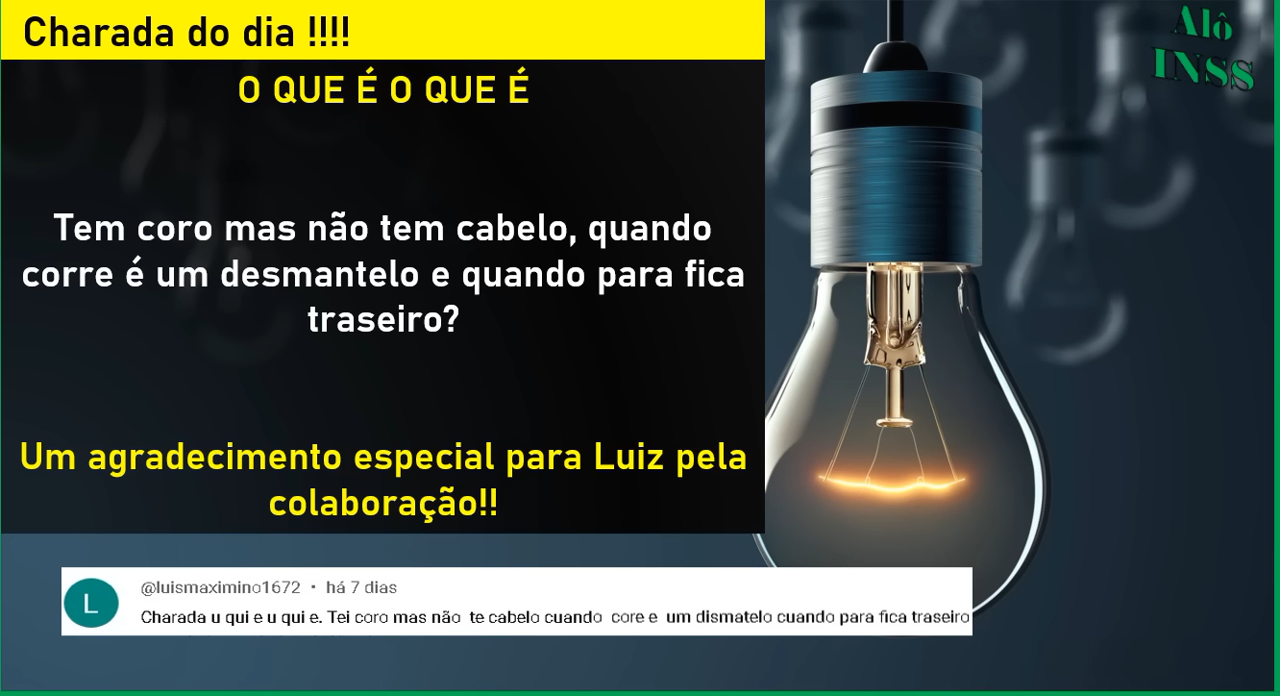 Charada do dia !!!!
Alô
INSS
O QUE É O QUE É
Tem coro mas não tem cabelo, quando
corre é um desmantelo e quando para fica
traseiro?
Um agradecimento especial para Luiz pela
colaboração!!
@luismaximino1672 • há 7 dias
L
Charada u qui e u qui e. Tei coro mas não te cabelo cuando core e um dismatelo cuando para fica traseiro